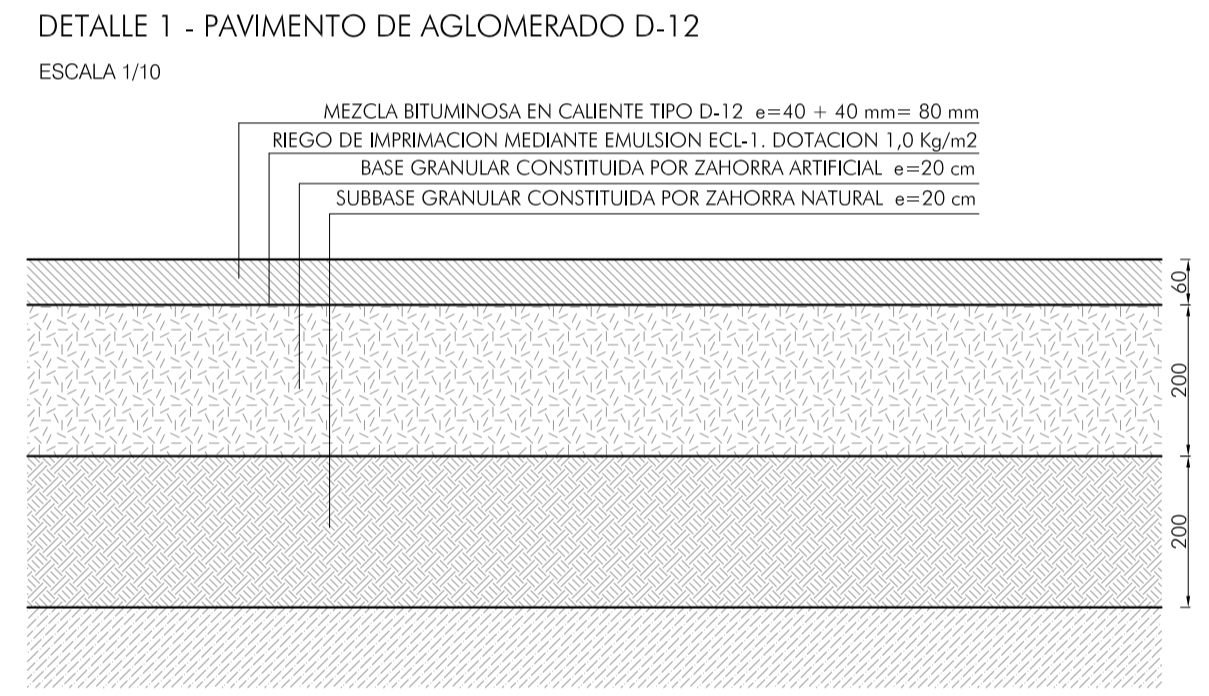 DETALLE 1 - PAVIMENTO DE AGLOMERADO D-12
ESCALA 1/10
MEZCLA BITUMINOSA EN CALIENTE TIPO D-12 e=40 + 40 mm= 80 mm
RIEGO DE IMPRIMACION MEDIANTE EMULSION ECL-1. DOTACION 1,0 Kg/m2
BASE GRANULAR CONSTITUIDA POR ZAHORRA ARTIFICIAL e=20 cm
SUBBASE GRANULAR CONSTITUIDA POR ZAHORRA NATURAL e=20 cm
60
200
200